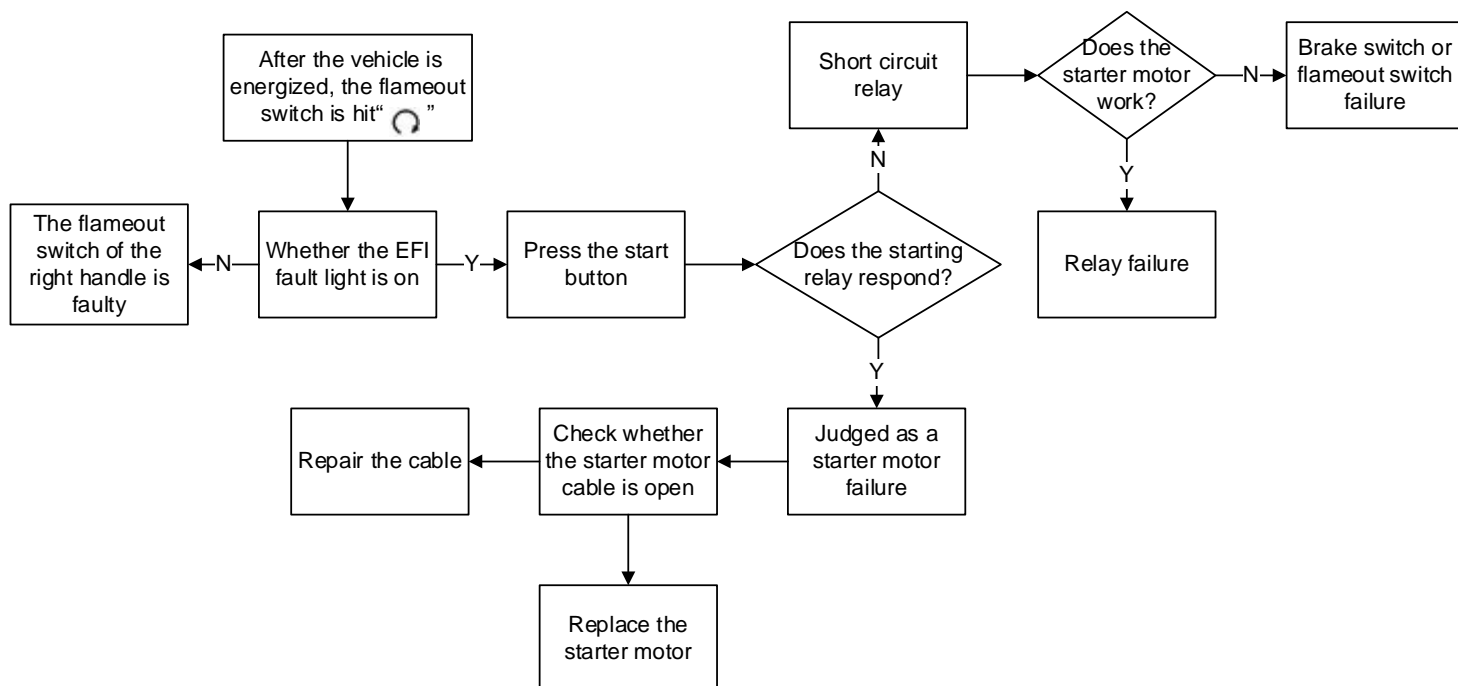 After the vehicle is
energized, the flameout
switch is hit“ ”
Short circuit
relay
Does the
starter motor
work?
N
Brake switch or
flameout switch
failure
N
Y
The flameout
switch of the
right handle is
faulty
N
Whether the EFI
fault light is on
Y
Press the start
button
Does the starting
relay respond?
Relay failure
Y
Repair the cable
Check whether
the starter motor
cable is open
Judged as a
starter motor
failure
Replace the
starter motor